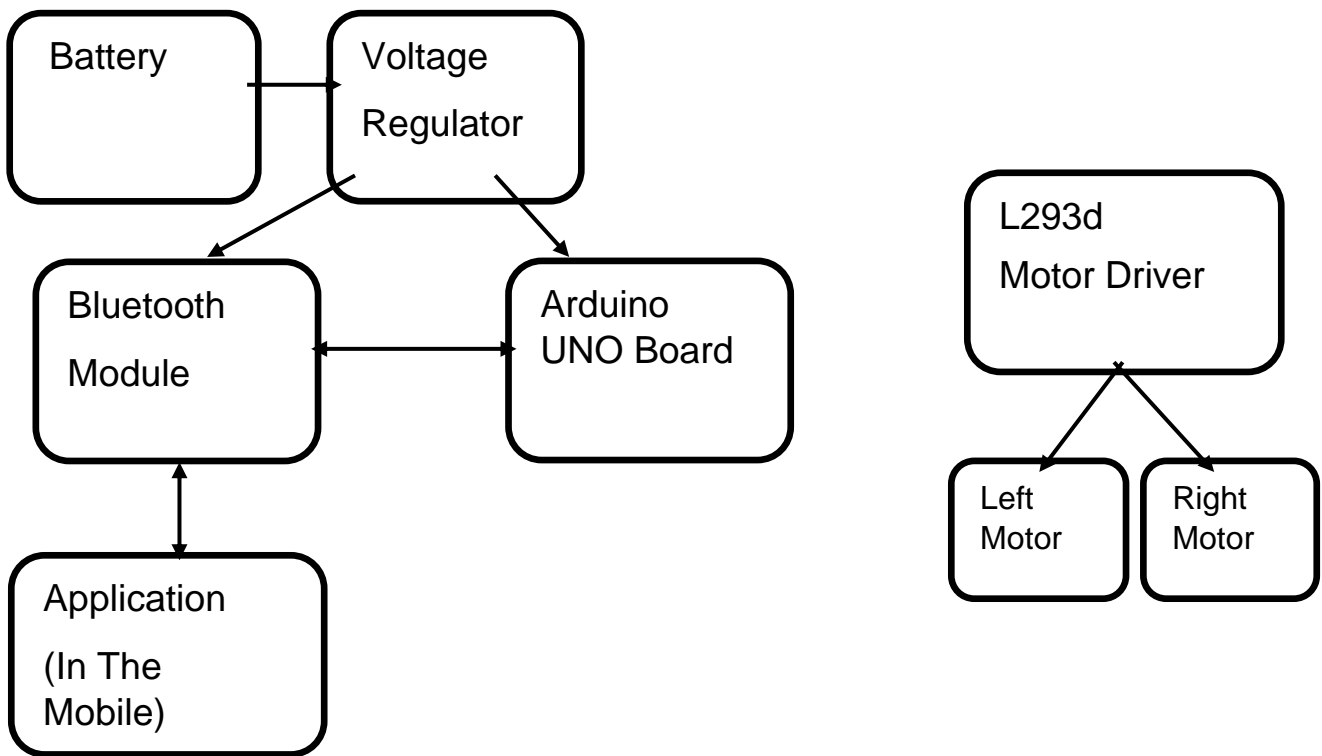 Battery
Voltage
Regulator
L293d
Motor Driver
Bluetooth
Module
Arduino
UNO Board
Left
Motor
Right
Motor
Application
(In The
Mobile)